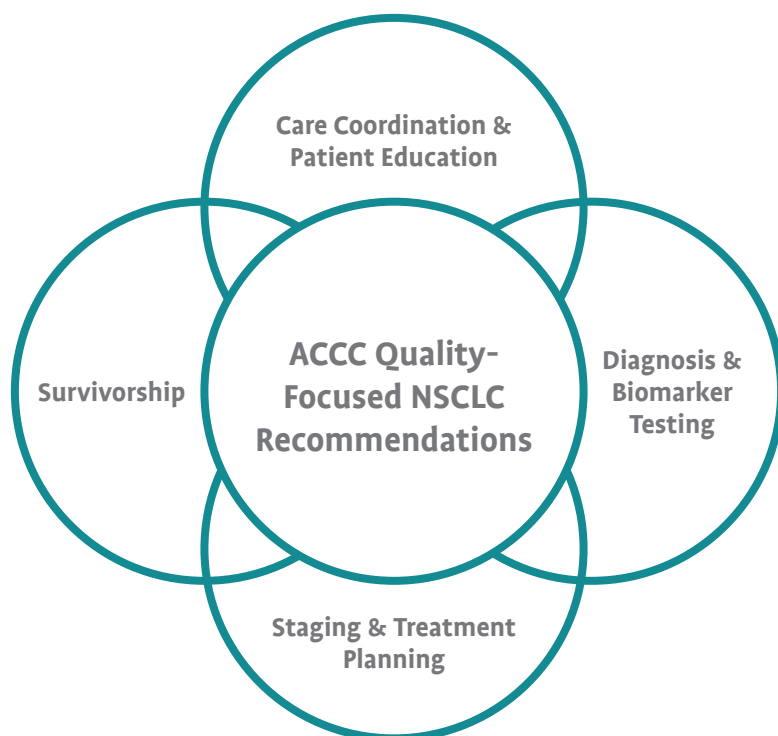 Care Coordination &
Patient Education
ACCC Quality-
Focused NSCLC
Recommendations
Survivorship
Diagnosis &
Biomarker
Testing
Staging & Treatment
Planning